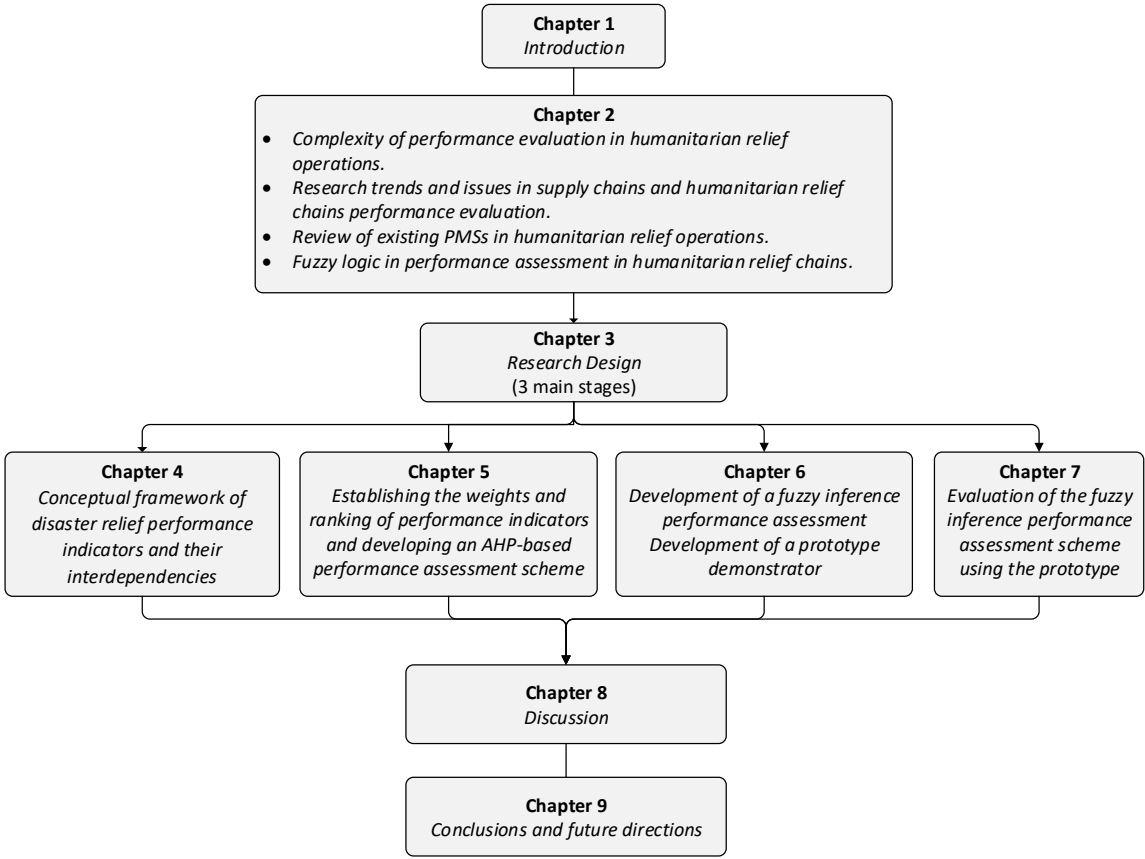 Chapter 1
Introduction
Chapter 2
• Complexity of performance evaluation in humanitarian relief
operations.
• Research trends and issues in supply chains and humanitarian relief
chains performance evaluation.
• Review of existing PMSs in humanitarian relief operations.
• Fuzzy logic in performance assessment in humanitarian relief chains.
Chapter 3
Research Design
(3 main stages)
Chapter 4
Conceptual framework of
disaster relief performance
indicators and their
interdependencies
Chapter 5
Establishing the weights and
ranking of performance indicators
and developing an AHP-based
performance assessment scheme
Chapter 6
Development of a fuzzy inference
performance assessment
Development of a prototype
demonstrator
Chapter 7
Evaluation of the fuzzy
inference performance
assessment scheme
using the prototype
Chapter 8
Discussion
Chapter 9
Conclusions and future directions